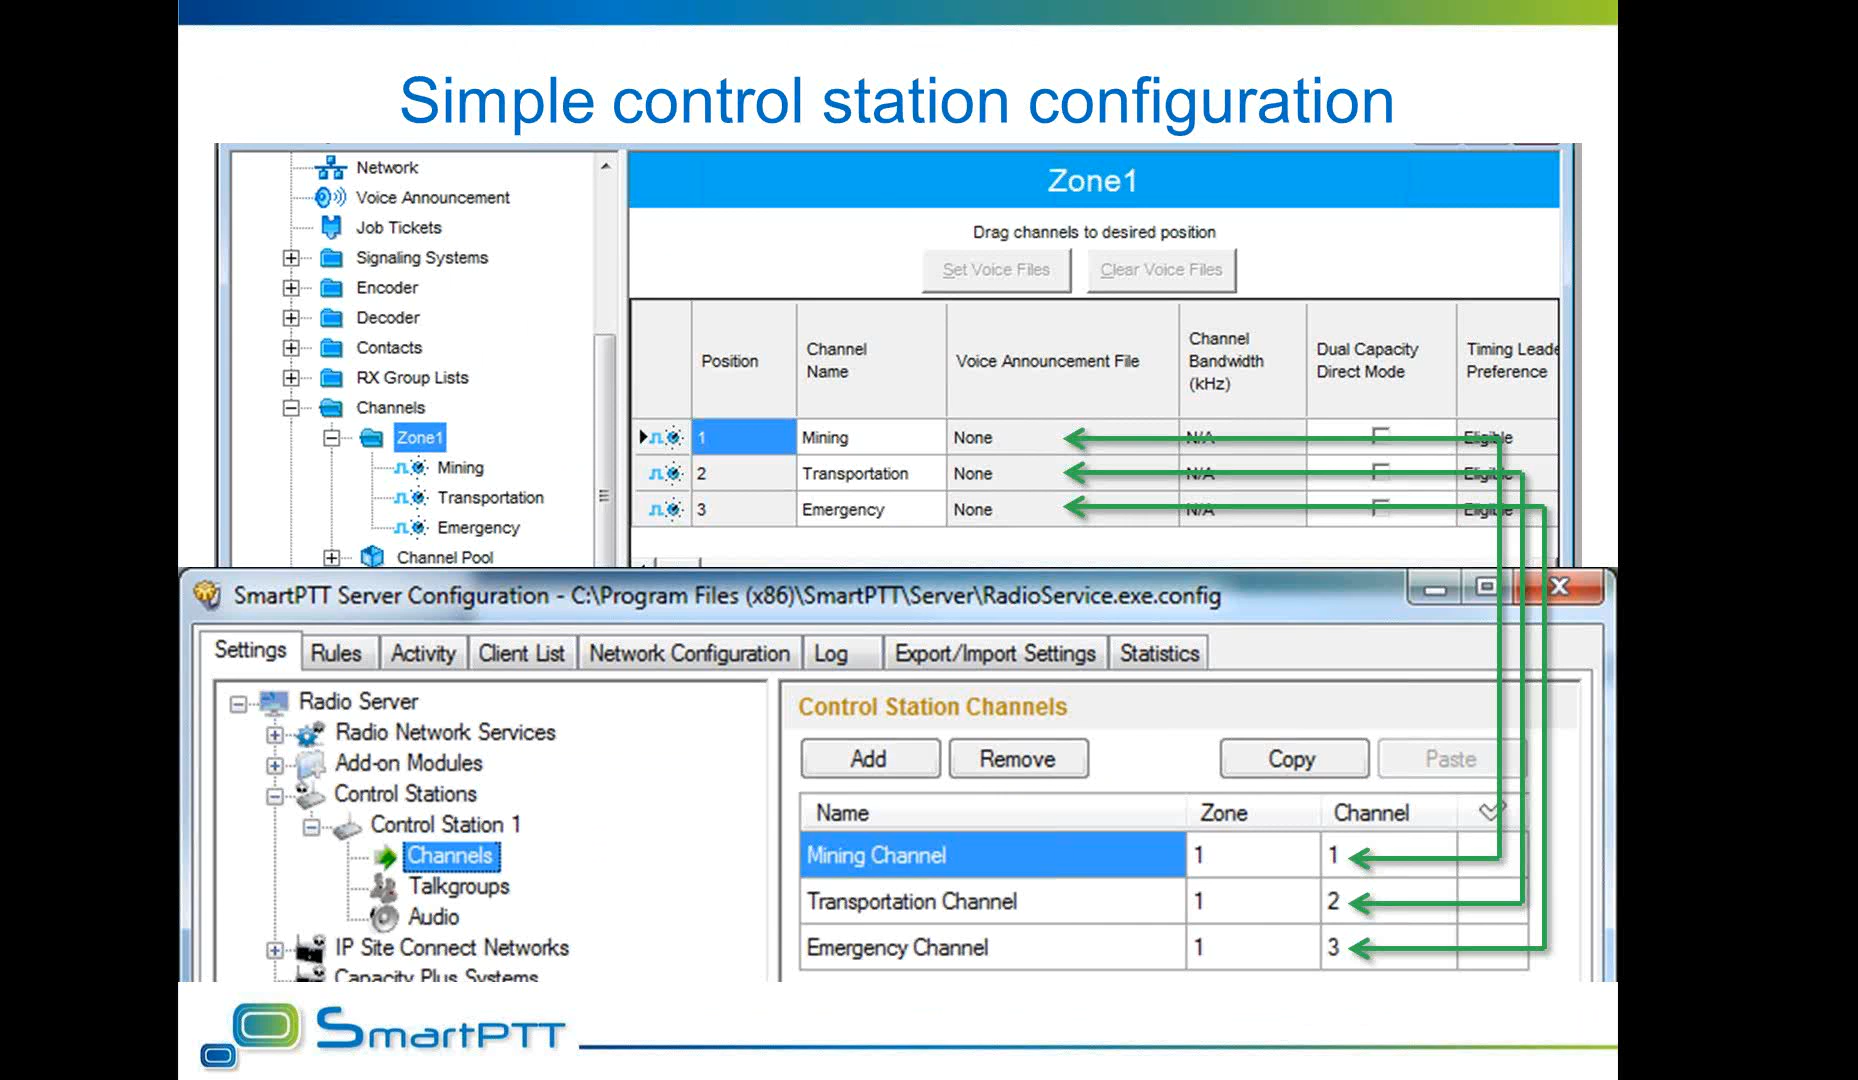 Simple control station configuration
Network
Voice Announcement
Job Tickets
Signaling Systems
Encoder
Decoder
Contacts
RX Group Lists
Channels
Zone1
Mining
Transportation
Emergency
Channel Pool
Zone1
Drag channels to desired position
Set Voice Files Clear Voice Files
Position Channel Name Voice Announcement File Channel Bandwidth (kHz) Dual Capacity Direct Mode Timing Leade Preference
1 Mining None N/A Eligible
2 Transportation None N/A Eligible
3 Emergency None N/A Eligible
SmartPTT Server Configuration - C:\Program Files (x86)\SmartPTT\Server\RadioService.exe.config
Settings Rules Activity Client List Network Configuration Log Export/Import Settings Statistics
Radio Server
Radio Network Services
Add-on Modules
Control Stations
Control Station 1
Channels
Talkgroups
Audio
IP Site Connect Networks
Capacity Plus Systems
Control Station Channels
Add Remove Copy Paste
Name Zone Channel
Mining Channel 1 1
Transportation Channel 1 2
Emergency Channel 1 3
SmartPTT